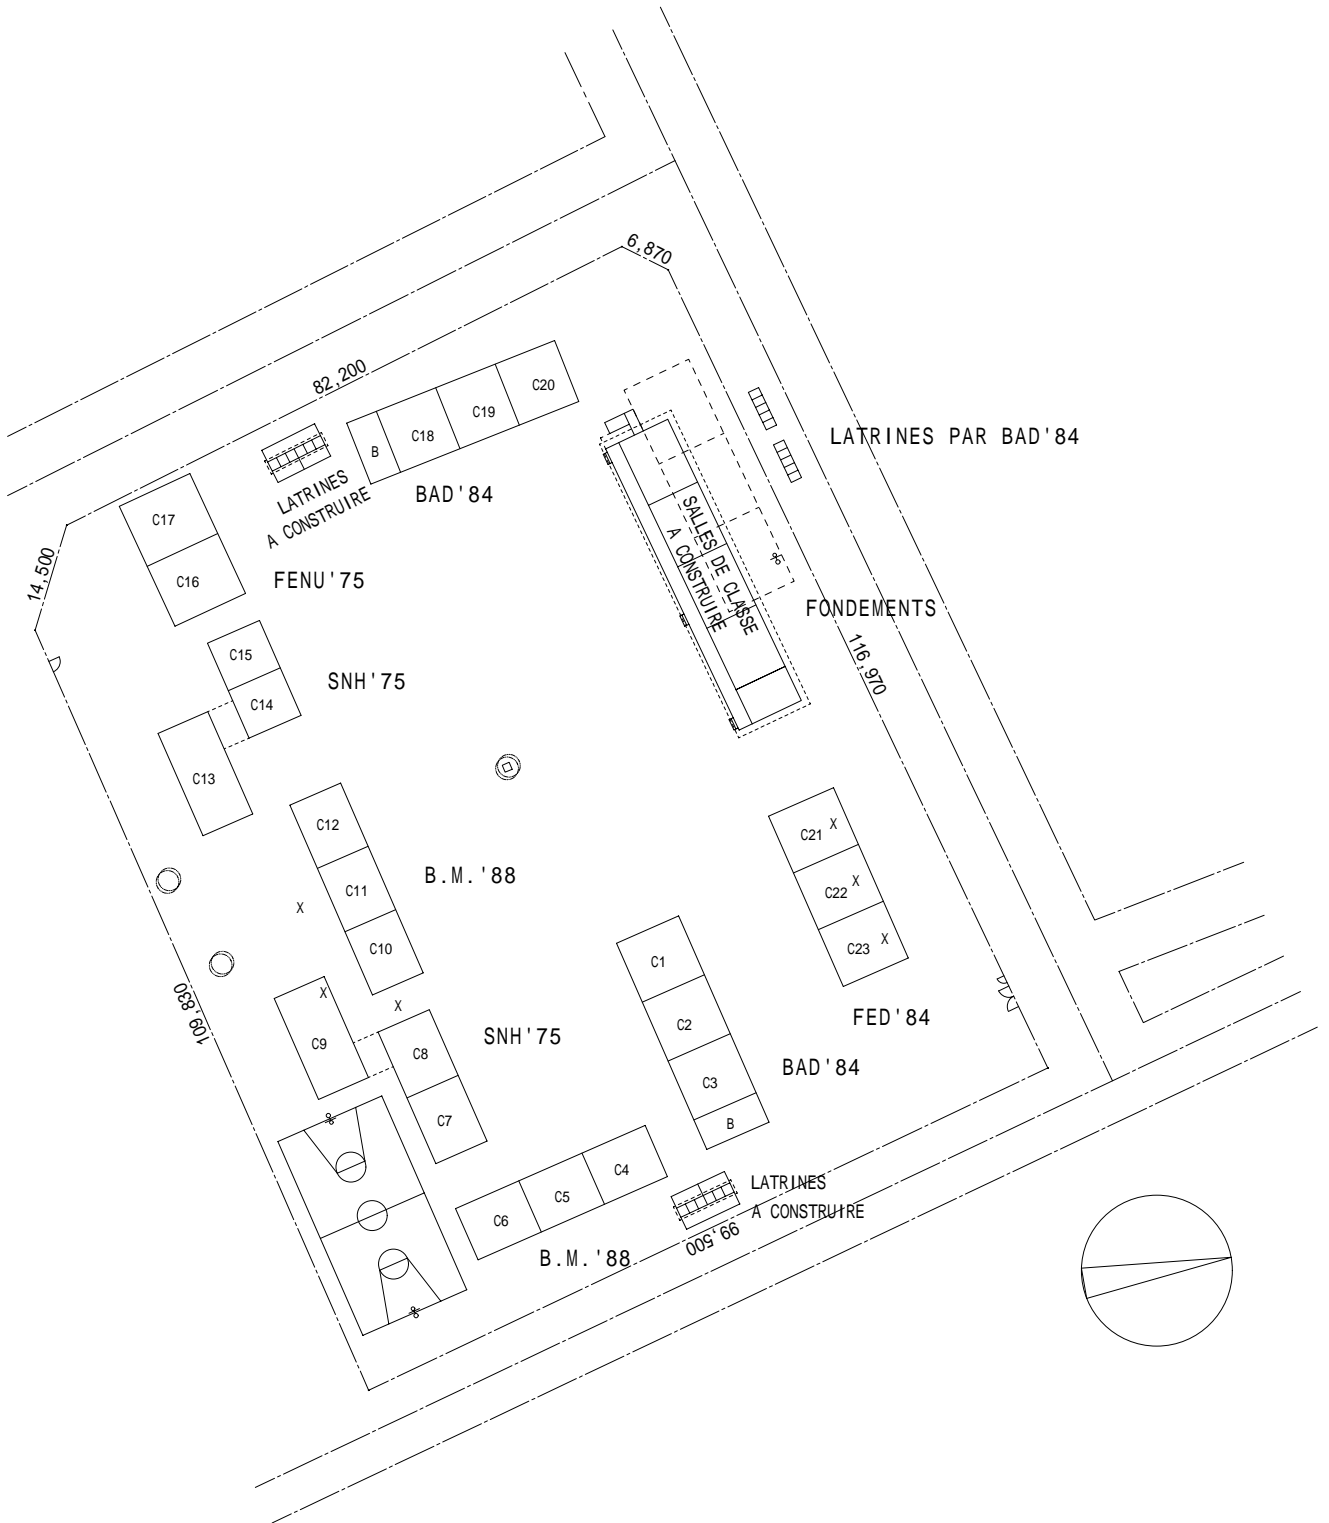 6,870
82,200
C20
C19
C18
B
LATRINES PAR BAD'84
LATRINES
A CONSTRUIRE
BAD'84
C17
C16
14,500
FENU'75
SALLES DE CLASSE
A CONSTRUIRE
FONDEMENTS
116,970
C15
C14
SNH'75
C13
C12
C11
C10
X
B.M.'88
C21 X
C22 X
C23 X
FED'84
C1
C2
C3
B
BAD'84
109,830
X
C9
X
C8
C7
SNH'75
C4
C5
C6
B.M.'88
LATRINES
A CONSTRUIRE
99,500